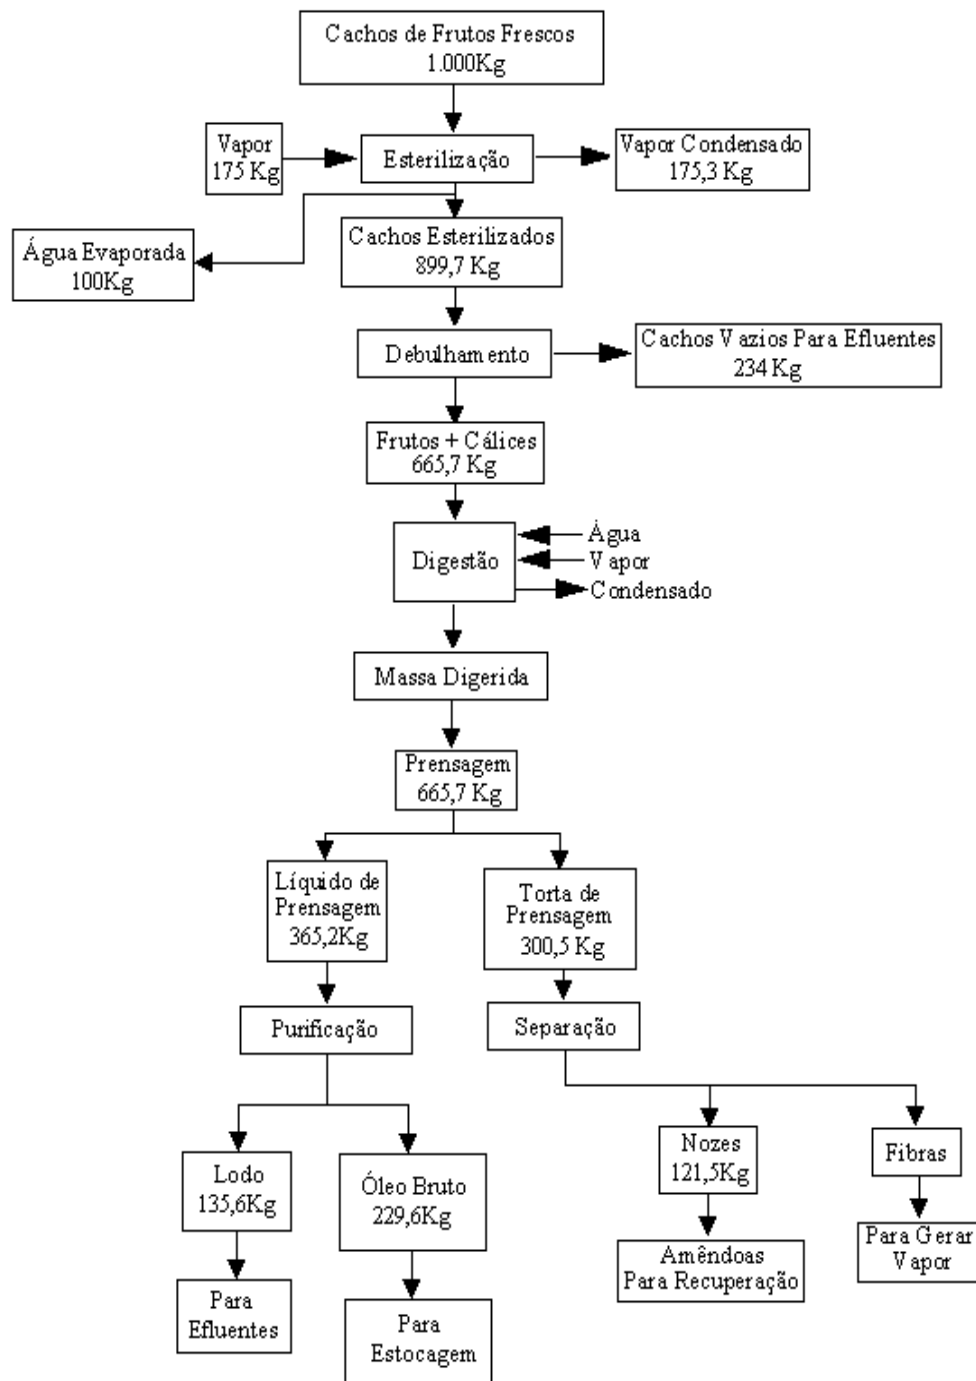 Cachos de Frutos Frescos
1.000Kg
Vapor
175 Kg
Esterilização
Vapor Condensado
175,3 Kg
Água Evaporada
100Kg
Cachos Esterilizados
899,7 Kg
Debulhamento
Cachos Vazios Para Efluentes
234 Kg
Frutos + Cálices
665,7 Kg
Digestão
Água
Vapor
Condensado
Massa Digerida
Prensagem
665,7 Kg
Líquido de
Prensagem
365,2Kg
Torta de
Prensagem
300,5 Kg
Purificação
Separação
Lodo
135,6Kg
Óleo Bruto
229,6Kg
Nozes
121,5Kg
Fibras
Para
Efluentes
Para
Estocagem
Amêndoas
Para Recuperação
Para Gerar
Vapor